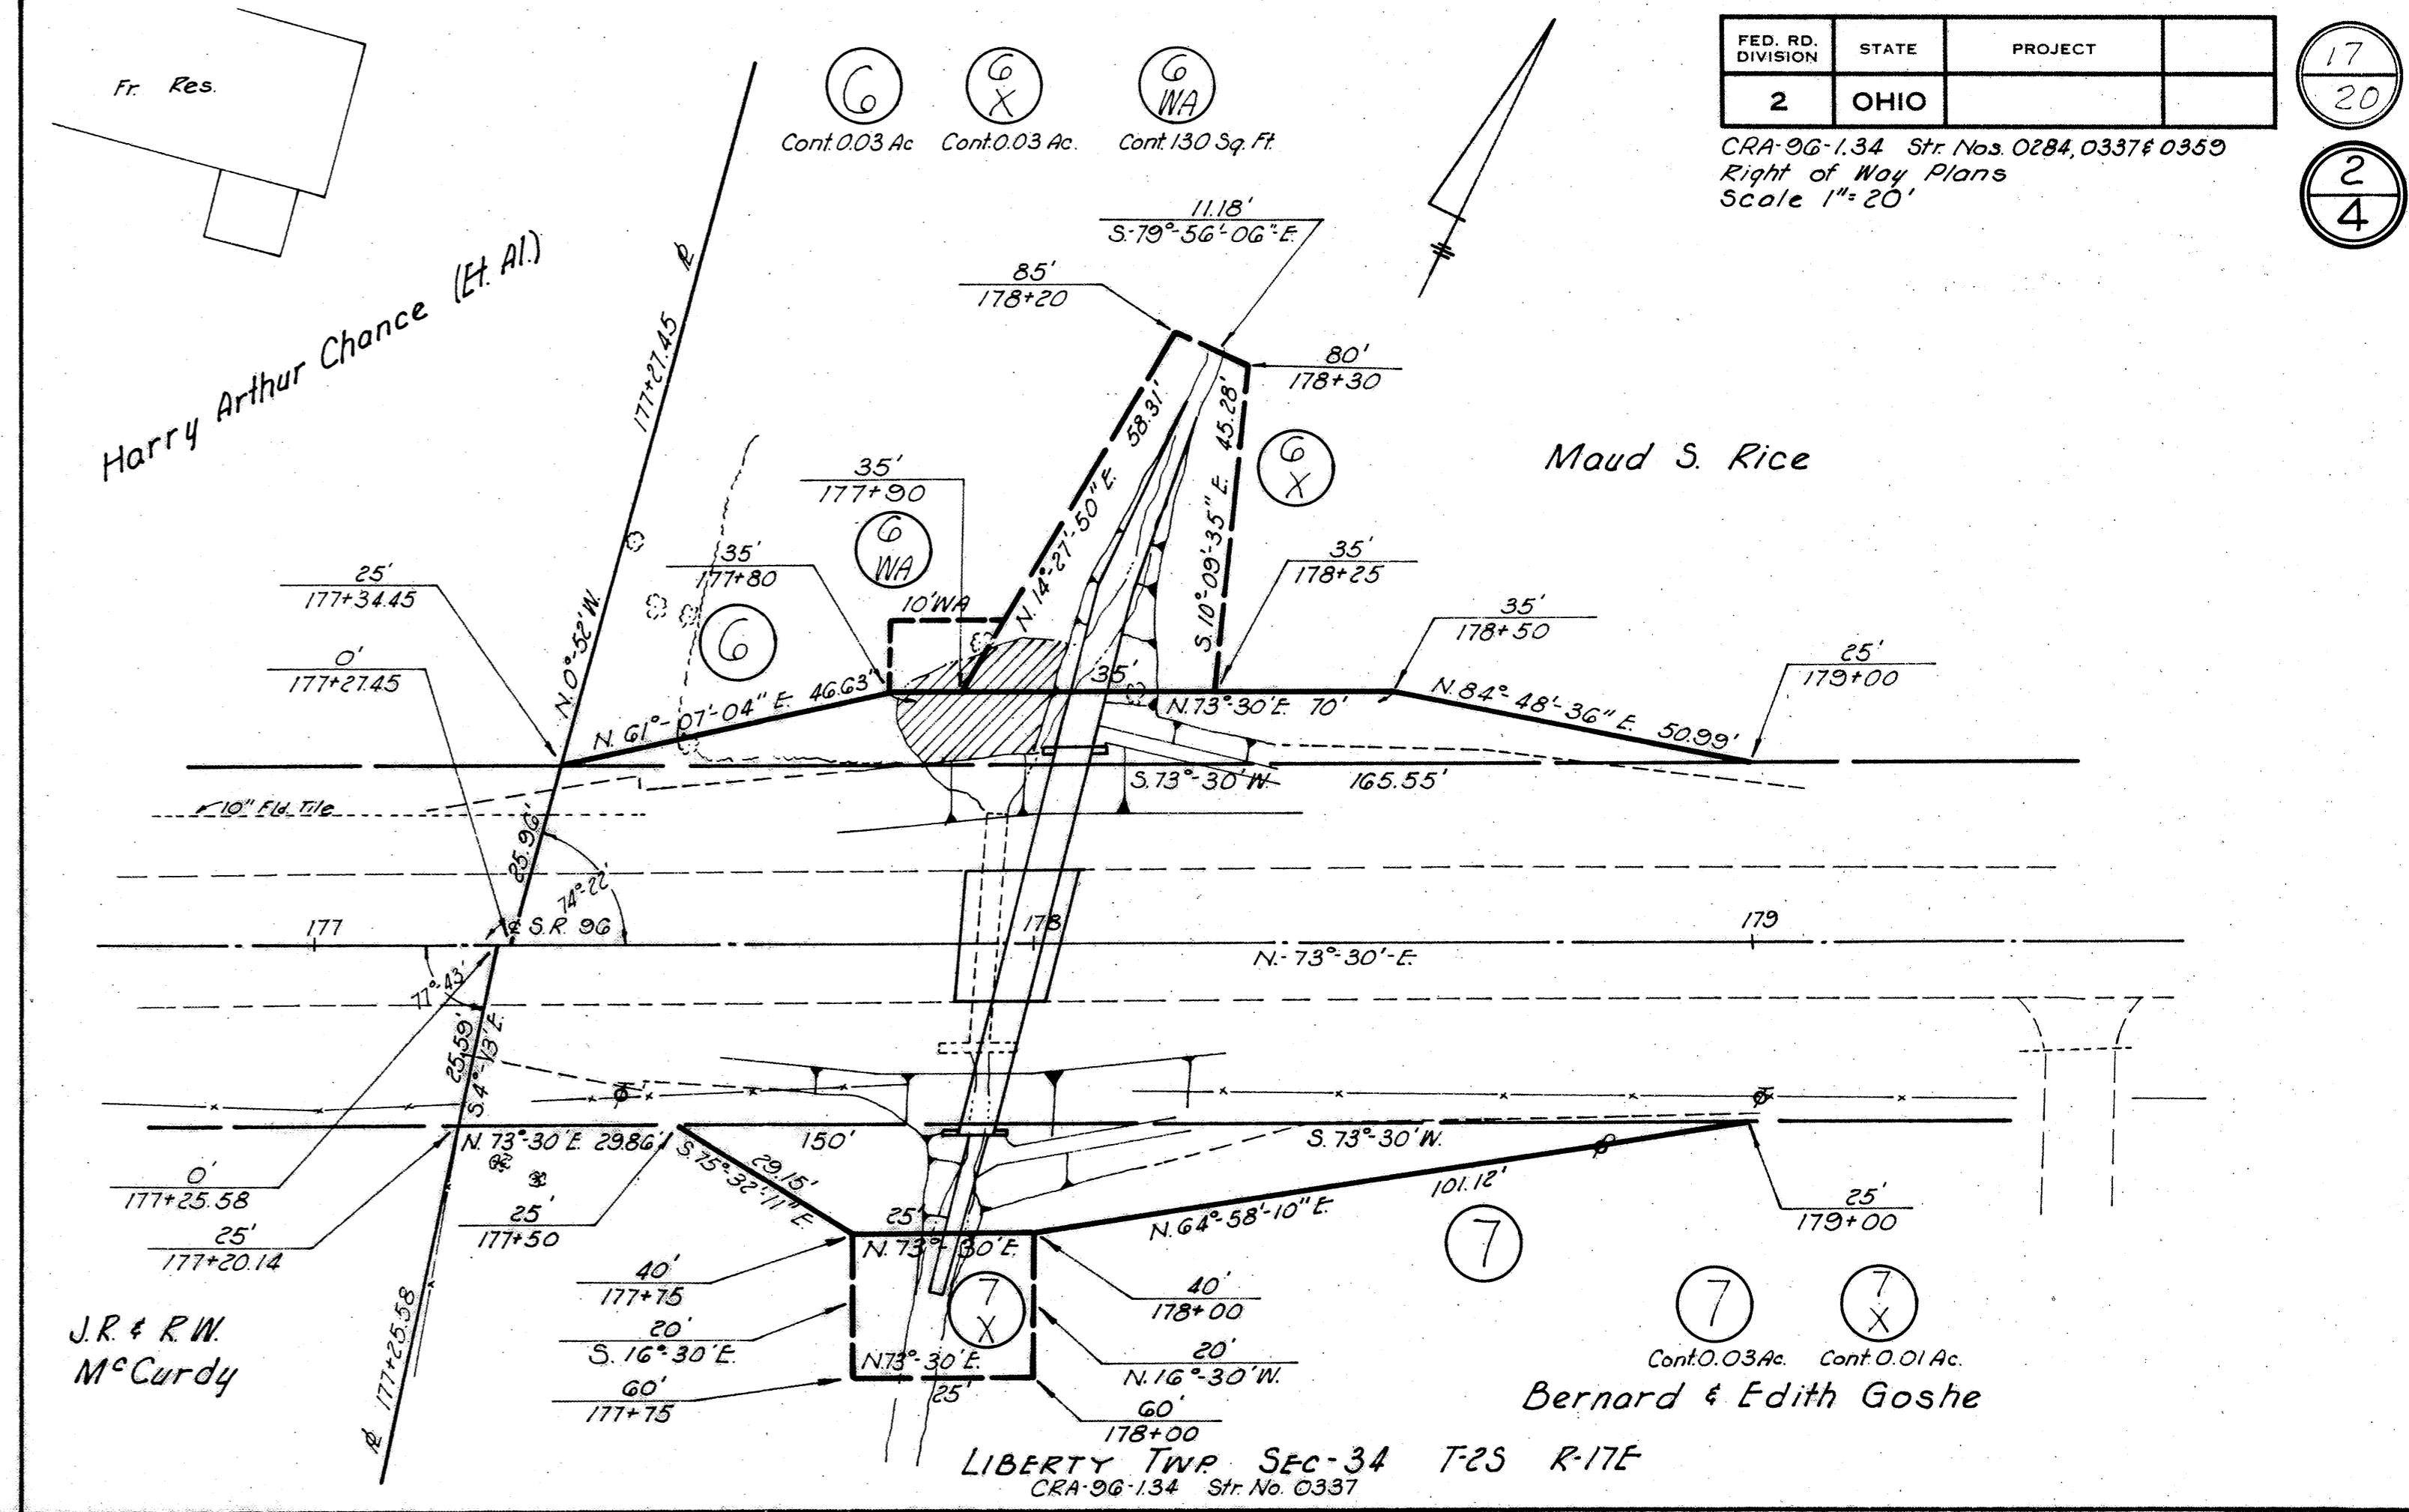 Fr. Res.
6
Cont. 0.03 Ac
6
X
Cont. 0.03 Ac.
6
WA
Cont. 130 Sq. Ft.
FED. RD. DIVISION STATE PROJECT
2 OHIO
17
20
CRA-96-1.34 Str. Nos. 0284, 0337 & 0359
Right of Way Plans
Scale 1"=20'
2
4
Harry Arthur Chance (Et. Al.)
177+27.45
N. 0°-52' W.
11.18'
S.-79°-56'-06"-E.
85'
178+20
80'
178+30
58.31'
N. 14°-27'-50" E.
45.28'
S. 10°-09'-35" E.
6
X
Maud S. Rice
35'
177+90
6
WA
35'
177+80
10' WA
6
25'
177+34.45
0'
177+27.45
35'
178+25
35'
178+50
25'
179+00
N. 61°-07'-04" E. 46.63'
35'
N. 73°-30' E. 70'
N. 84°-48'-36" E. 50.99'
S. 73°-30' W. 165.55'
10" Fld. Tile
25.96'
74°-22'
℄ S.R. 96
177
178
179
N.-73°-30'-E.
77°-43'
25.59'
S. 4°-13' E.
N. 73°-30' E. 29.86'
150'
S. 73°-30' W.
29.15'
S. 75°-32'-11" E.
0'
177+25.58
25'
177+20.14
25'
177+50
25'
N. 73°-30' E.
101.12'
N. 64°-58'-10" E.
25'
179+00
7
40'
177+75
20'
S. 16°-30' E.
60'
177+75
7
X
N. 73°-30' E.
25'
40'
178+00
20'
N. 16°-30' W.
60'
178+00
177+25.58
J.R. & R.W.
McCurdy
7
Cont. 0.03 Ac.
7
X
Cont. 0.01 Ac.
Bernard & Edith Goshe
LIBERTY TWP. SEC-34 T-2S R-17E
CRA-96-1.34 Str. No. 0337